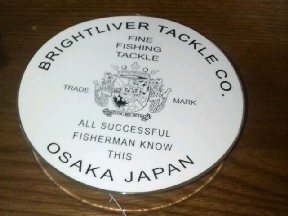 BRIGHTLIVER TACKLE CO.
FINE
FISHING
TACKLE
TRADE MARK
ALL SUCCESSFUL
FISHERMAN KNOW
THIS
OSAKA JAPAN